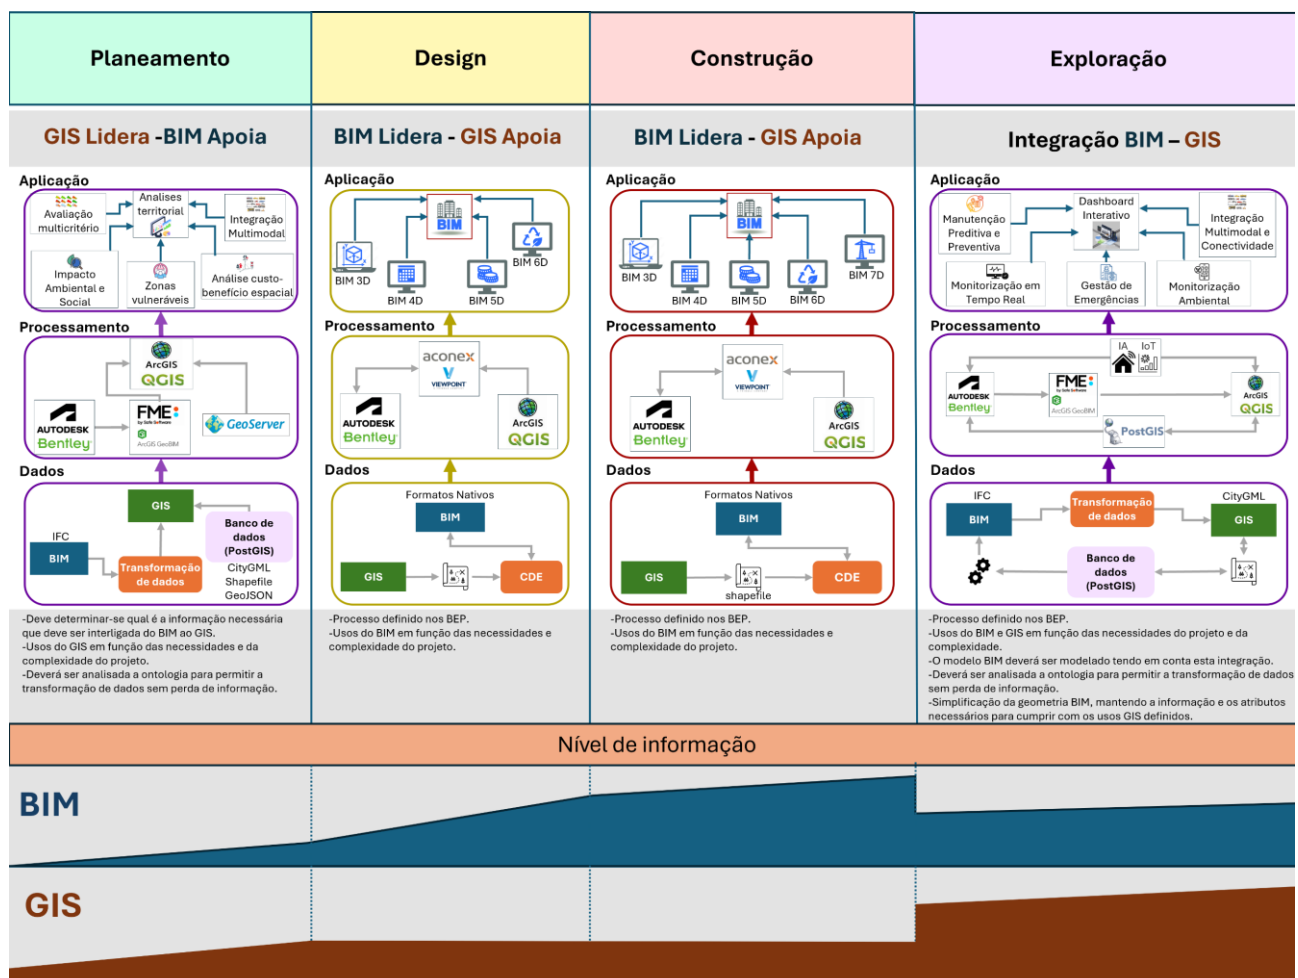 Planeamento
Design
Construção
Exploração
GIS Lidera -BIM Apoia
BIM Lidera - GIS Apoia
BIM Lidera - GIS Apoia
Integração BIM – GIS
Aplicação
Avaliação
multicritério
Analises
territorial
Integração
Multimodal
Impacto
Ambiental e
Social
Zonas
vulneráveis
Análise custo-
benefício espacial
Processamento
ArcGIS
QGIS
AUTODESK
Bentley
FME
by Safe Software
ArcGIS GeoBIM
GeoServer
Dados
GIS
IFC
BIM
Transformação
de dados
Banco de
dados
(PostGIS)
CityGML
Shapefile
GeoJSON
Aplicação
BIM
BIM 3D
BIM 4D
BIM 5D
BIM 6D
Processamento
aconex
VIEWPOINT
AUTODESK
Bentley
ArcGIS
QGIS
Dados
Formatos Nativos
BIM
GIS
CDE
Aplicação
BIM
BIM 3D
BIM 4D
BIM 5D
BIM 6D
BIM 7D
Processamento
aconex
VIEWPOINT
AUTODESK
Bentley
ArcGIS
QGIS
Dados
Formatos Nativos
BIM
GIS
shapefile
CDE
Aplicação
Manutenção
Preditiva e
Preventiva
Dashboard
Interativo
Integração
Multimodal e
Conectividade
Monitorização em
Tempo Real
Gestão de
Emergências
Monitorização
Ambiental
Processamento
IA
IoT
AUTODESK
Bentley
FME
by Safe Software
ArcGIS GeoBIM
ArcGIS
QGIS
PostGIS
Dados
IFC
BIM
Transformação
de dados
CityGML
GIS
Banco de
dados
(PostGIS)
-Deve determinar-se qual é a informação necessária
que deve ser interligada do BIM ao GIS.
-Usos do GIS em função das necessidades e da
complexidade do projeto.
-Deverá ser analisada a ontologia para permitir a
transformação de dados sem perda de informação.
-Processo definido nos BEP.
-Usos do BIM em função das necessidades e
complexidade do projeto.
-Processo definido nos BEP.
-Usos do BIM em função das necessidades e
complexidade do projeto.
-Processo definido nos BEP.
-Usos do BIM e GIS em função das necessidades do projeto e da
complexidade.
-O modelo BIM deverá ser modelado tendo em conta esta integração.
-Deverá ser analisada a ontologia para permitir a transformação de dados
sem perda de informação.
-Simplificação da geometria BIM, mantendo a informação e os atributos
necessários para cumprir com os usos GIS definidos.
Nível de informação
BIM
GIS